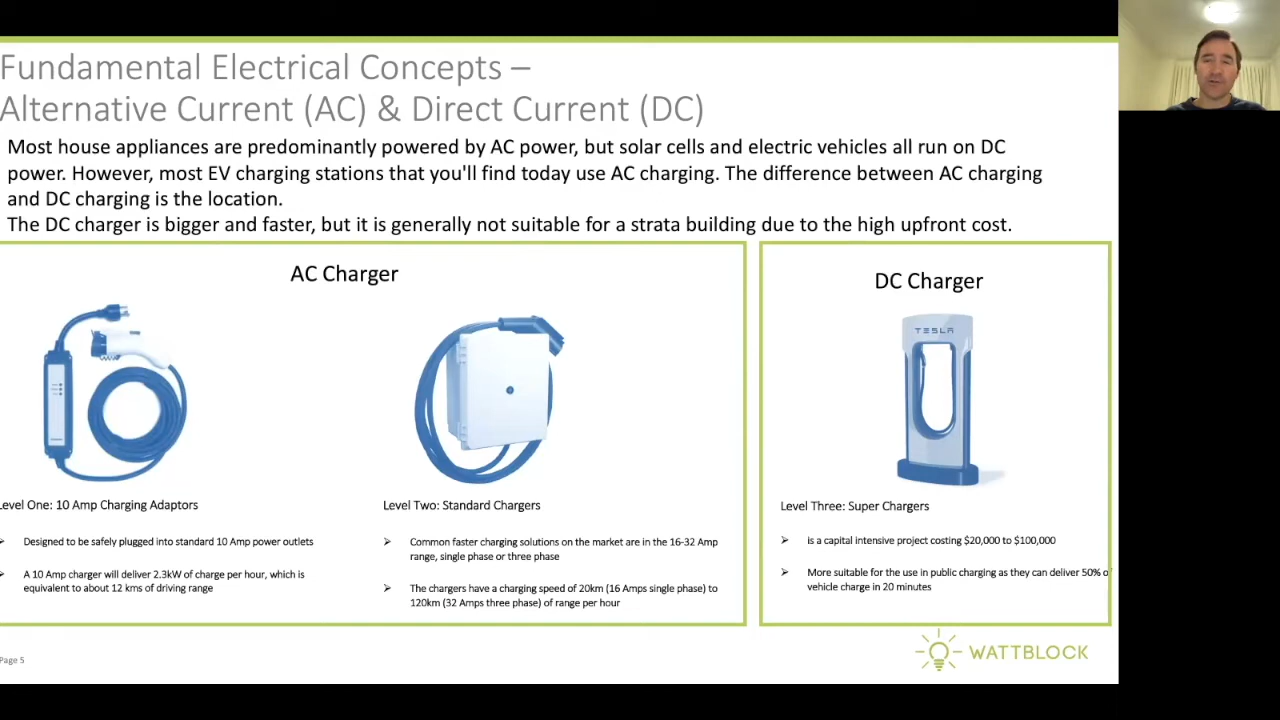 Fundamental Electrical Concepts –
Alternative Current (AC) & Direct Current (DC)
Most house appliances are predominantly powered by AC power, but solar cells and electric vehicles all run on DC
power. However, most EV charging stations that you'll find today use AC charging. The difference between AC charging
and DC charging is the location.
The DC charger is bigger and faster, but it is generally not suitable for a strata building due to the high upfront cost.
AC Charger
Level One: 10 Amp Charging Adaptors
Designed to be safely plugged into standard 10 Amp power outlets
A 10 Amp charger will deliver 2.3kW of charge per hour, which is
equivalent to about 12 kms of driving range
Level Two: Standard Chargers
Common faster charging solutions on the market are in the 16-32 Amp
range, single phase or three phase
The chargers have a charging speed of 20km (16 Amps single phase) to
120km (32 Amps three phase) of range per hour
DC Charger
TESLA
Level Three: Super Chargers
is a capital intensive project costing $20,000 to $100,000
More suitable for the use in public charging as they can deliver 50% of
vehicle charge in 20 minutes
Page 5
WATTBLOCK